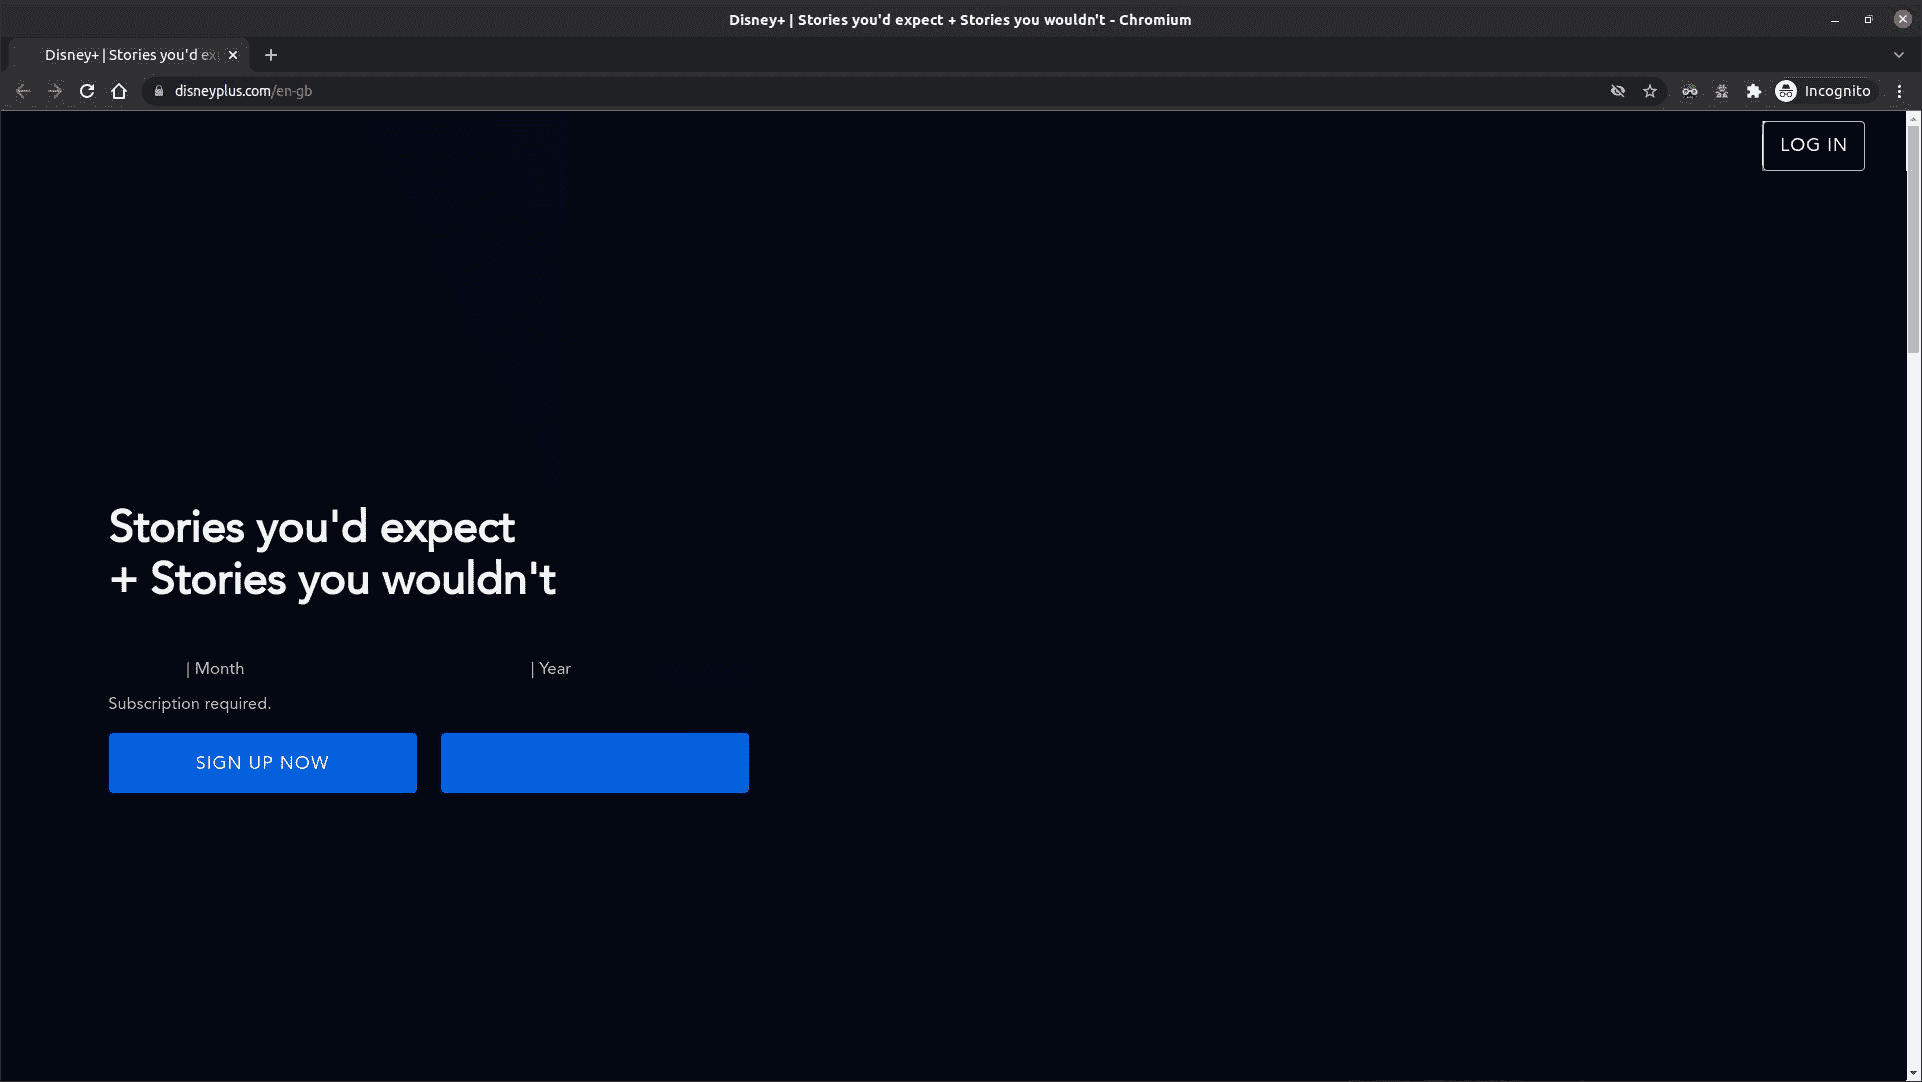 Disney+ | Stories you'd expect + Stories you wouldn't - Chromium
Disney+ | Stories you'd ex
disneyplus.com/en-gb
Incognito
LOG IN
Stories you'd expect
+ Stories you wouldn't
| Month | Year
Subscription required.
SIGN UP NOW